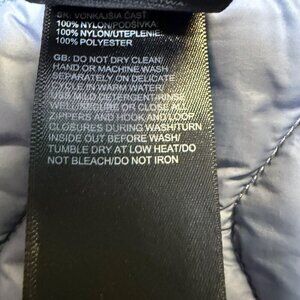 SK: VONKAJŠIA ČASŤ
100% NYLON/PODŠÍVKA
100% NYLON/UTEPLENIE
100% POLYESTER
GB: DO NOT DRY CLEAN/
HAND OR MACHINE WASH
SEPARATELY ON DELICATE
CYCLE IN WARM WATER/
USE MILD DETERGENT/RINSE
WELL/SECURE OR CLOSE ALL
ZIPPERS AND HOOK AND LOOP
CLOSURES DURING WASH/TURN
INSIDE OUT BEFORE WASH/
TUMBLE DRY AT LOW HEAT/DO
NOT BLEACH/DO NOT IRON